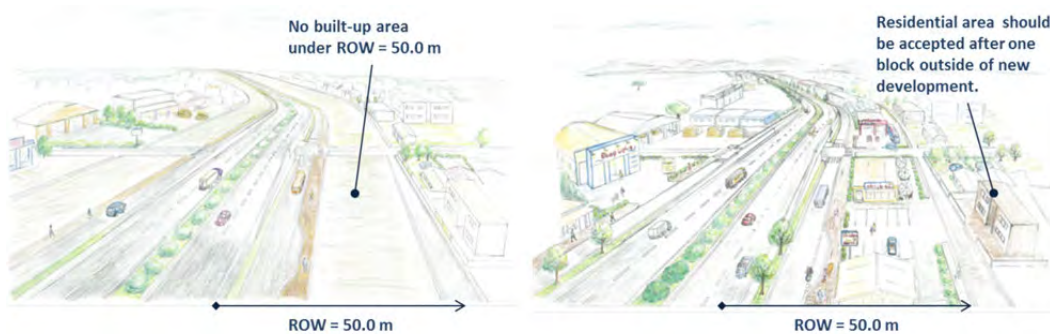 No built-up area
under ROW = 50.0 m
ROW = 50.0 m
Residential area should
be accepted after one
block outside of new
development.
ROW = 50.0 m